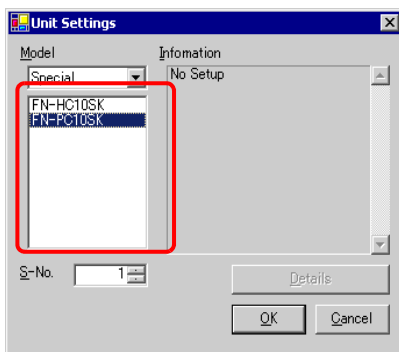 Unit Settings
Model
Infomation
Special
No Setup
FN-HC10SK
FN-PC10SK
S-No.
1
Details
OK
Cancel